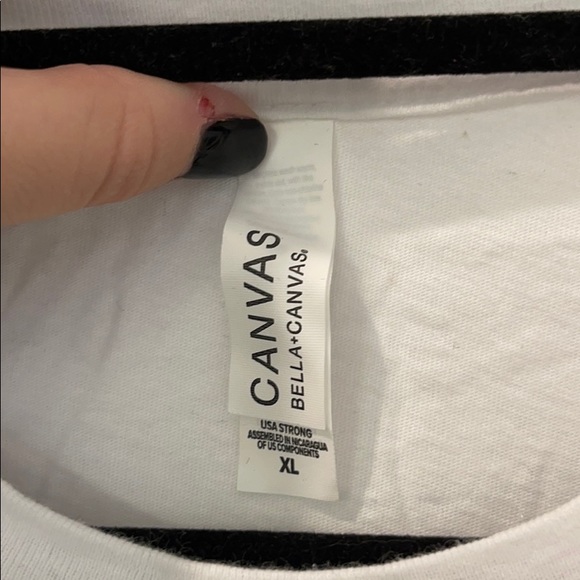 CANVAS
BELLA+CANVAS®
USA STRONG
ASSEMBLED IN NICARAGUA
OF US COMPONENTS
XL